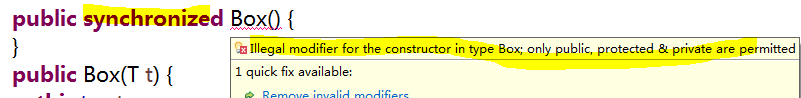 public synchronized Box() {
}
Illegal modifier for the constructor in type Box; only public, protected & private are permitted
public Box(T t) {
1 quick fix available:
Remove invalid modifiers